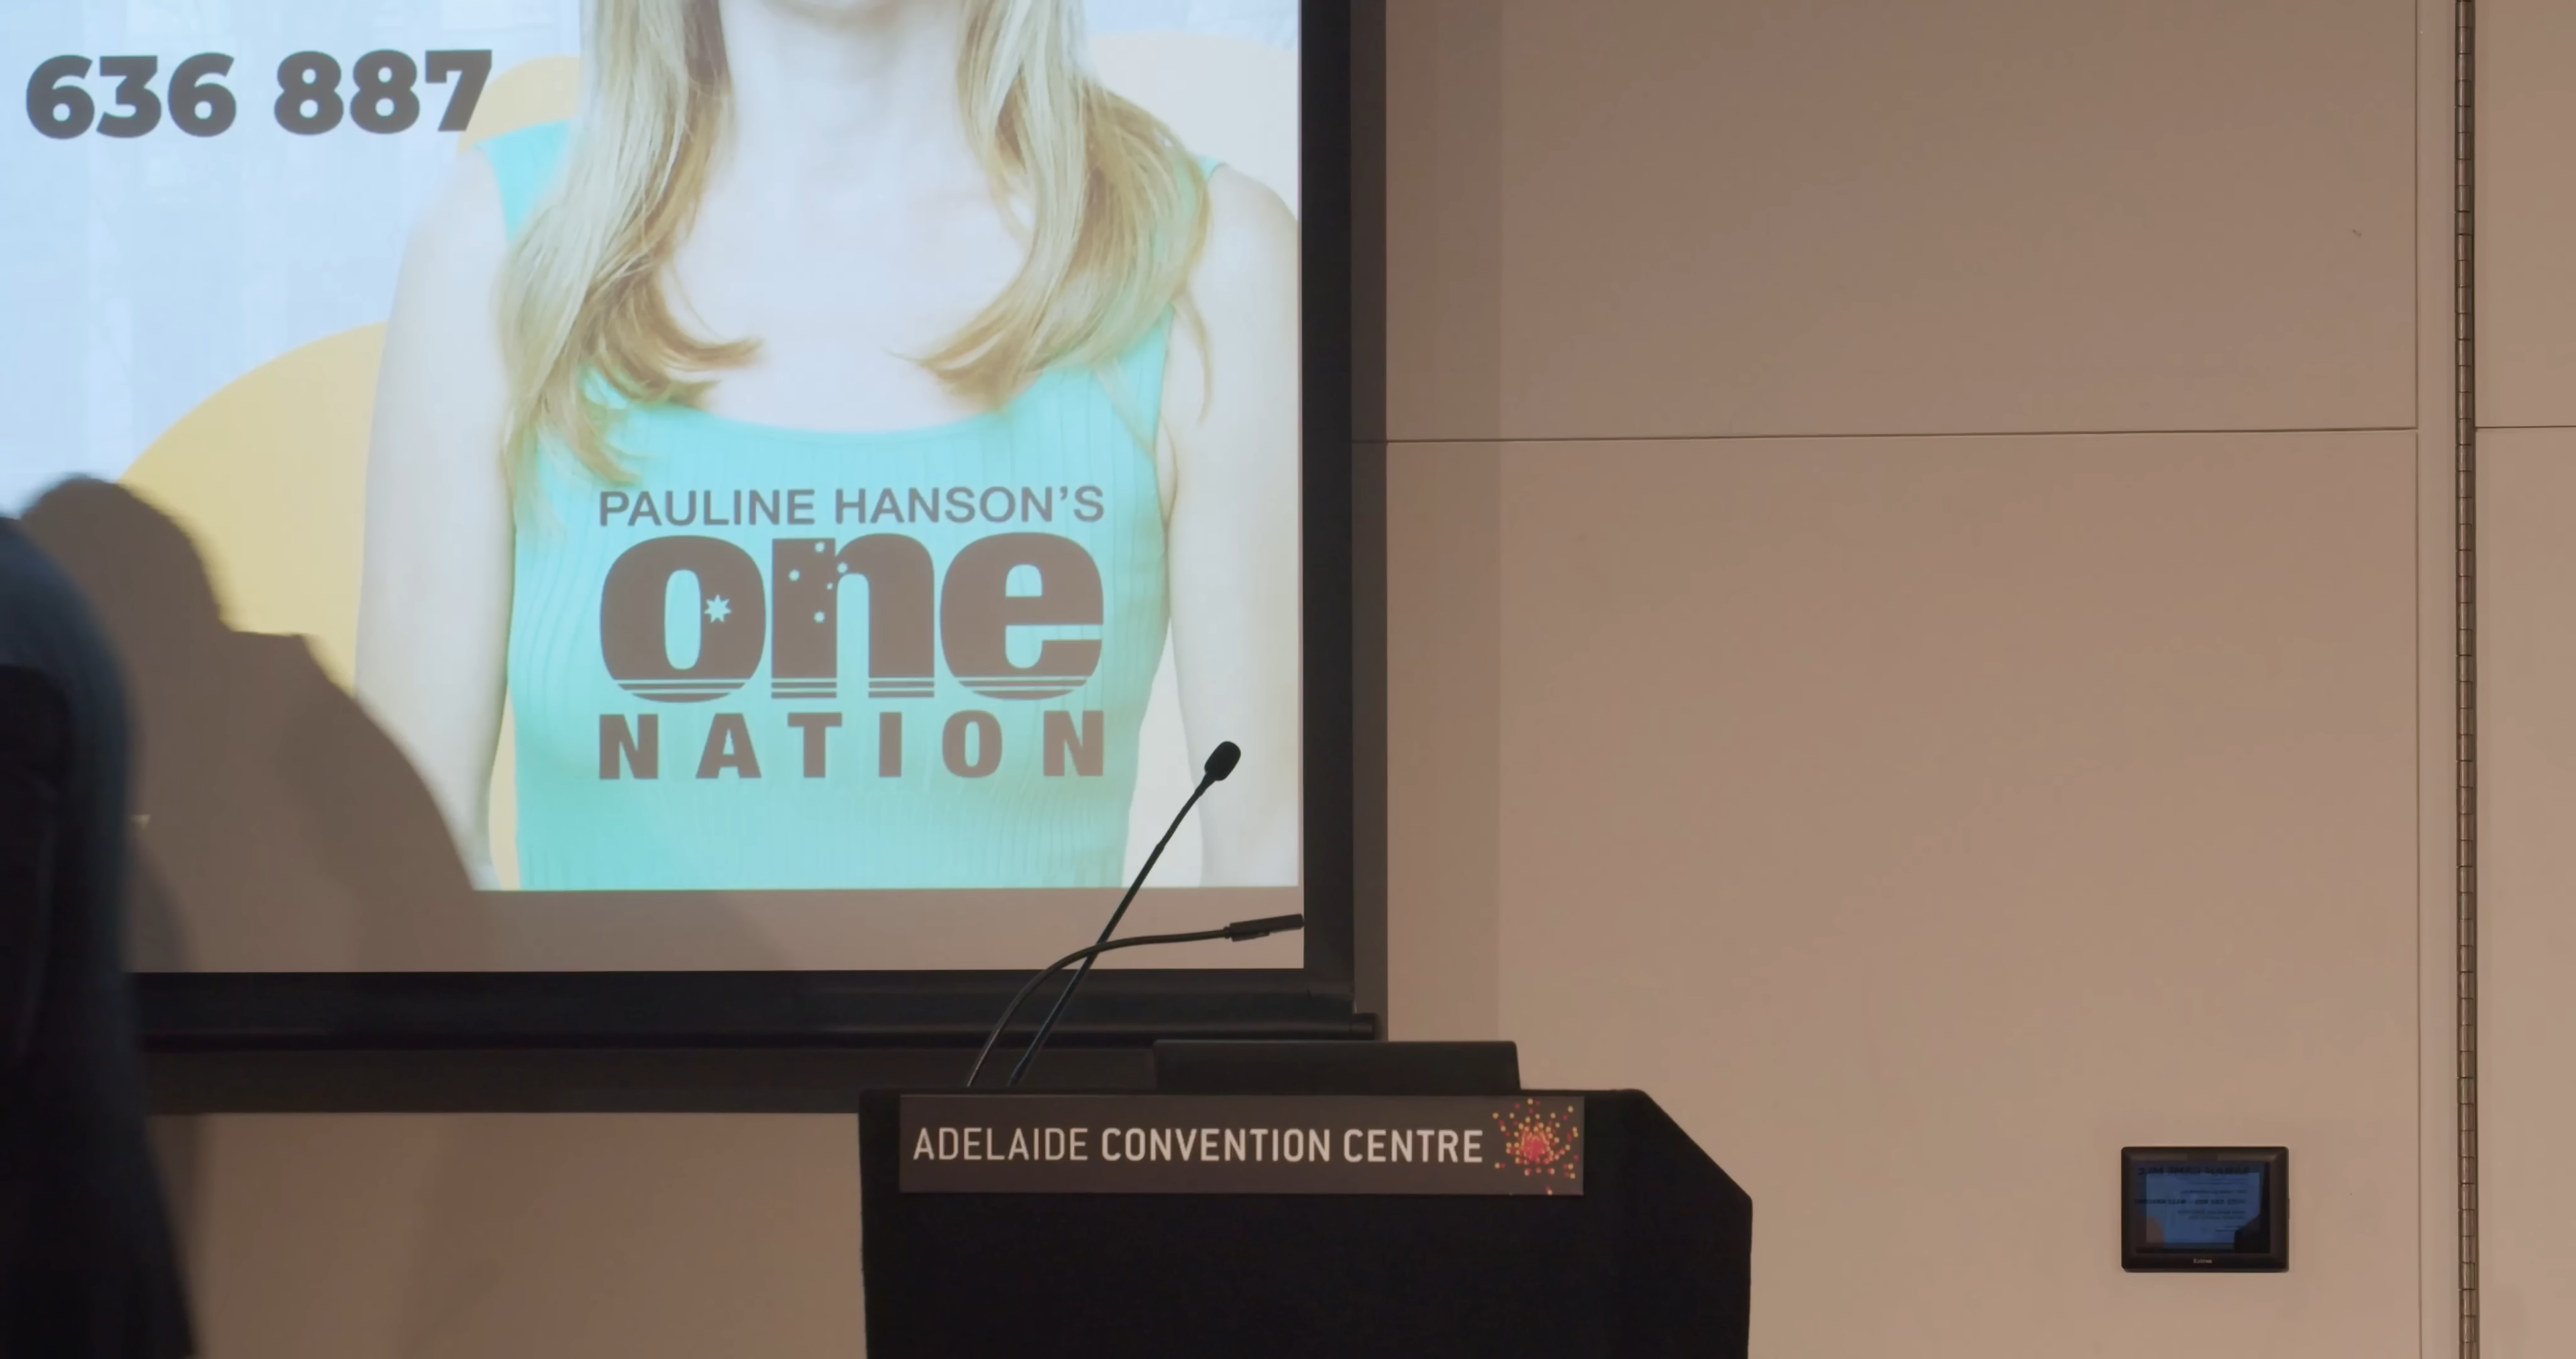 636 887
PAULINE HANSON'S
one
NATION
ADELAIDE CONVENTION CENTRE